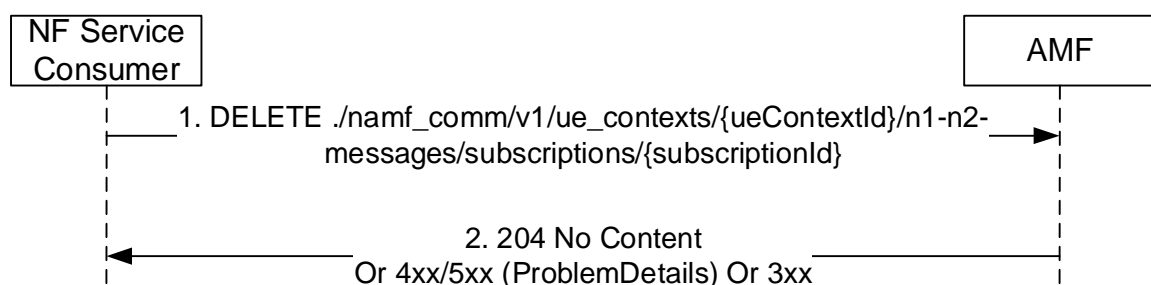 NF Service
Consumer
AMF
1. DELETE ./namf_comm/v1/ue_contexts/{ueContextId}/n1-n2-
messages/subscriptions/{subscriptionId}
2. 204 No Content
Or 4xx/5xx (ProblemDetails) Or 3xx